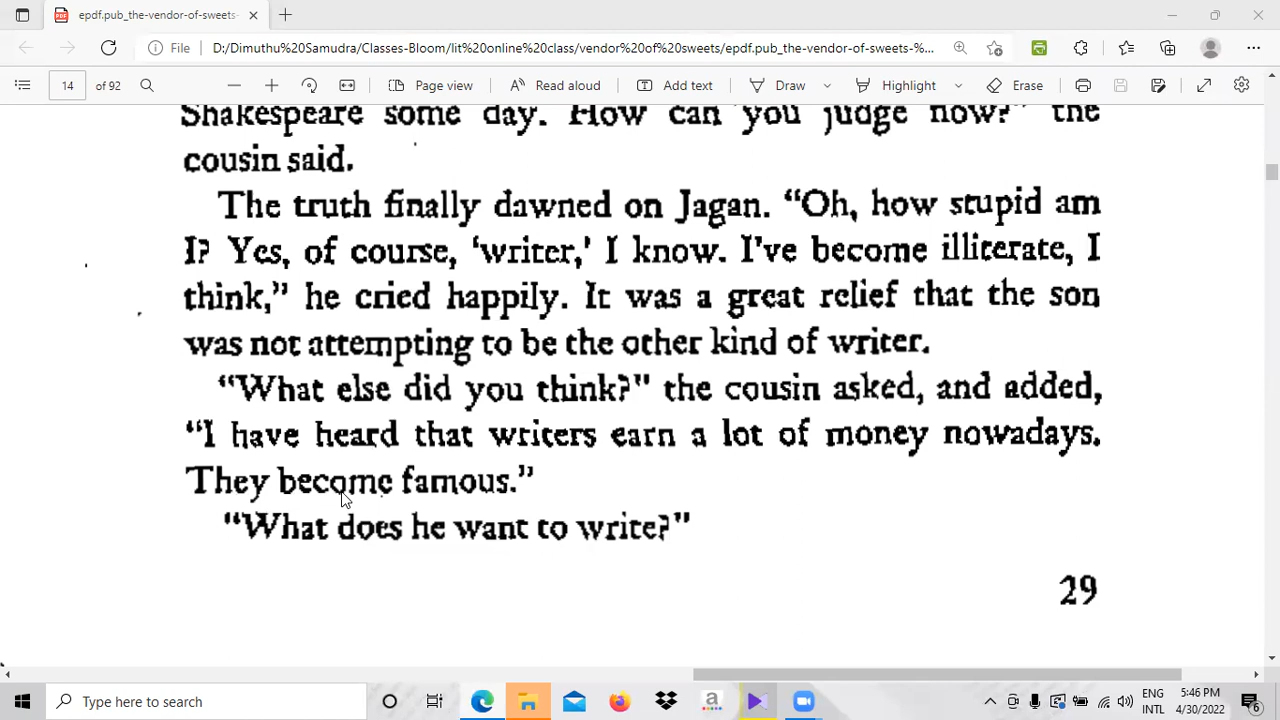 epdf.pub_the-vendor-of-sweets-
File
D:/Dimuthu%20Samudra/Classes-Bloom/lit%20online%20class/vendor%20of%20sweets/epdf.pub_the-vendor-of-sweets-%...
14 of 92
Page view
Read aloud
Add text
Draw
Highlight
Erase
Shakespeare some day. How can you judge now?" the
cousin said.
The truth finally dawned on Jagan. "Oh, how stupid am
I? Yes, of course, 'writer,' I know. I've become illiterate, I
think," he cried happily. It was a great relief that the son
was not attempting to be the other kind of writer.
"What else did you think?" the cousin asked, and added,
"I have heard that writers earn a lot of money nowadays.
They become famous."
"What does he want to write?"
29
Type here to search
a
ENG
INTL
5:46 PM
4/30/2022
6